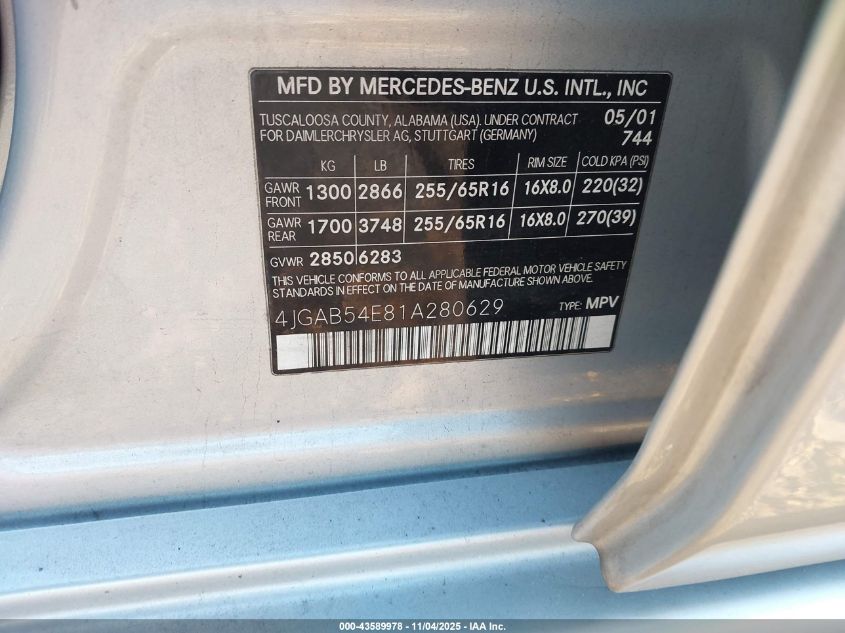 MFD BY MERCEDES-BENZ U.S. INTL., INC
TUSCALOOSA COUNTY, ALABAMA (USA). UNDER CONTRACT 05/01
FOR DAIMLERCHRYSLER AG, STUTTGART (GERMANY) 744
KG LB TIRES RIM SIZE COLD KPA (PSI)
GAWR FRONT 1300 2866 255/65R16 16X8.0 220(32)
GAWR REAR 1700 3748 255/65R16 16X8.0 270(39)
GVWR 2850 6283
THIS VEHICLE CONFORMS TO ALL APPLICABLE FEDERAL MOTOR VEHICLE SAFETY
STANDARDS IN EFFECT ON THE DATE OF MANUFACTURE SHOWN ABOVE.
4JGAB54E81A280629 TYPE: MPV
000-43589978 - 11/04/2025 - IAA Inc.